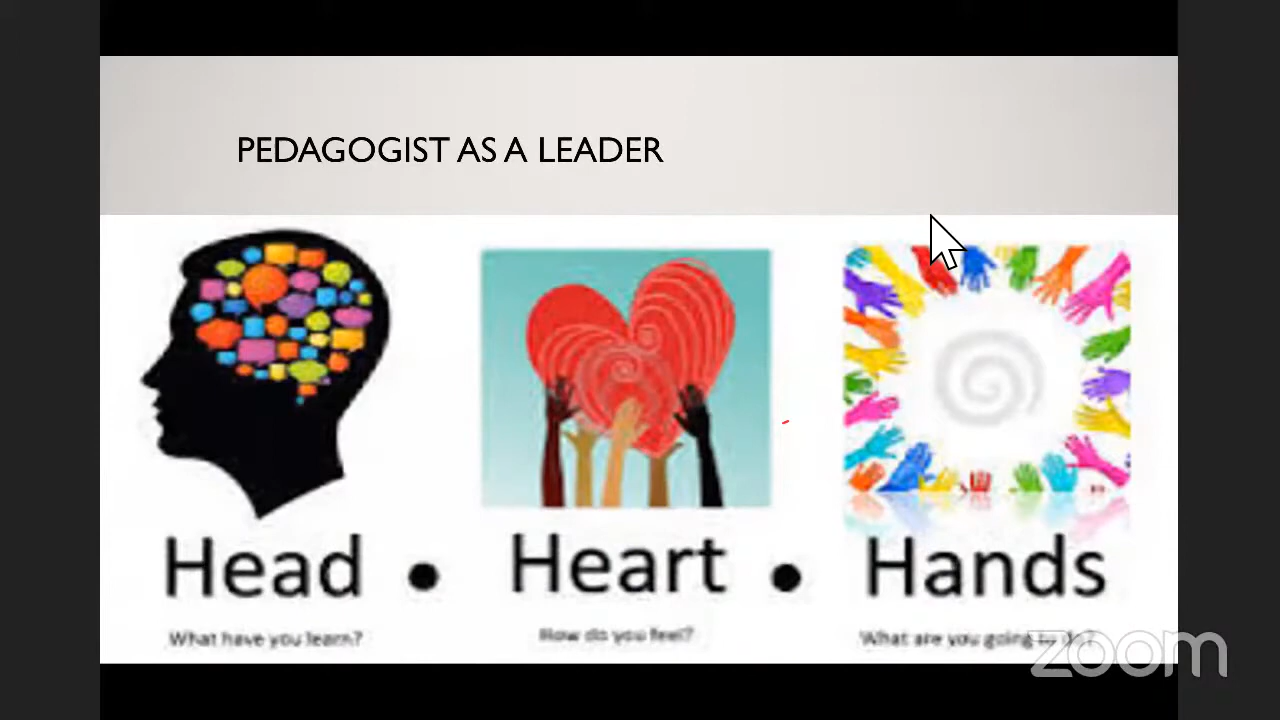 PEDAGOGIST AS A LEADER
Head • Heart • Hands
What have you learn? How do you feel? What are you going to do?
zoom